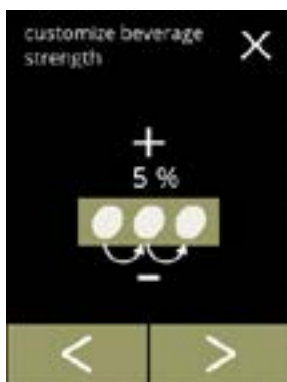 customize beverage
strength
X
+
5 %
-
< >